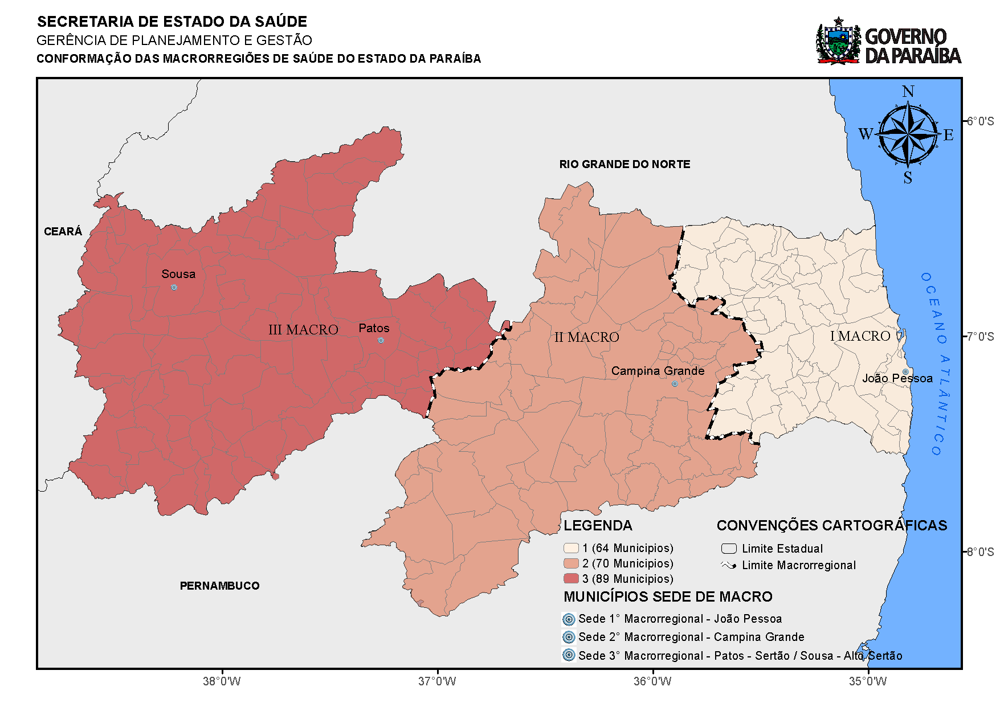 SECRETARIA DE ESTADO DA SAÚDE
GERÊNCIA DE PLANEJAMENTO E GESTÃO
CONFORMAÇÃO DAS MACRORREGIÕES DE SAÚDE DO ESTADO DA PARAÍBA
GOVERNO
DA PARAÍBA
N
W
E
S
6°0'S
RIO GRANDE DO NORTE
CEARÁ
Sousa
III MACRO
Patos
II MACRO
I MACRO
7°0'S
Campina Grande
João Pessoa
OCEANO ATLÂNTICO
PERNAMBUCO
LEGENDA
1 (64 Municipios)
2 (70 Municipios)
3 (89 Municipios)
CONVENÇÕES CARTOGRÁFICAS
Limite Estadual
Limite Macrorregional
8°0'S
MUNICÍPIOS SEDE DE MACRO
Sede 1° Macrorregional - João Pessoa
Sede 2° Macrorregional - Campina Grande
Sede 3° Macrorregional - Patos - Sertão / Sousa - Alto Sertão
38°0'W
37°0'W
36°0'W
35°0'W